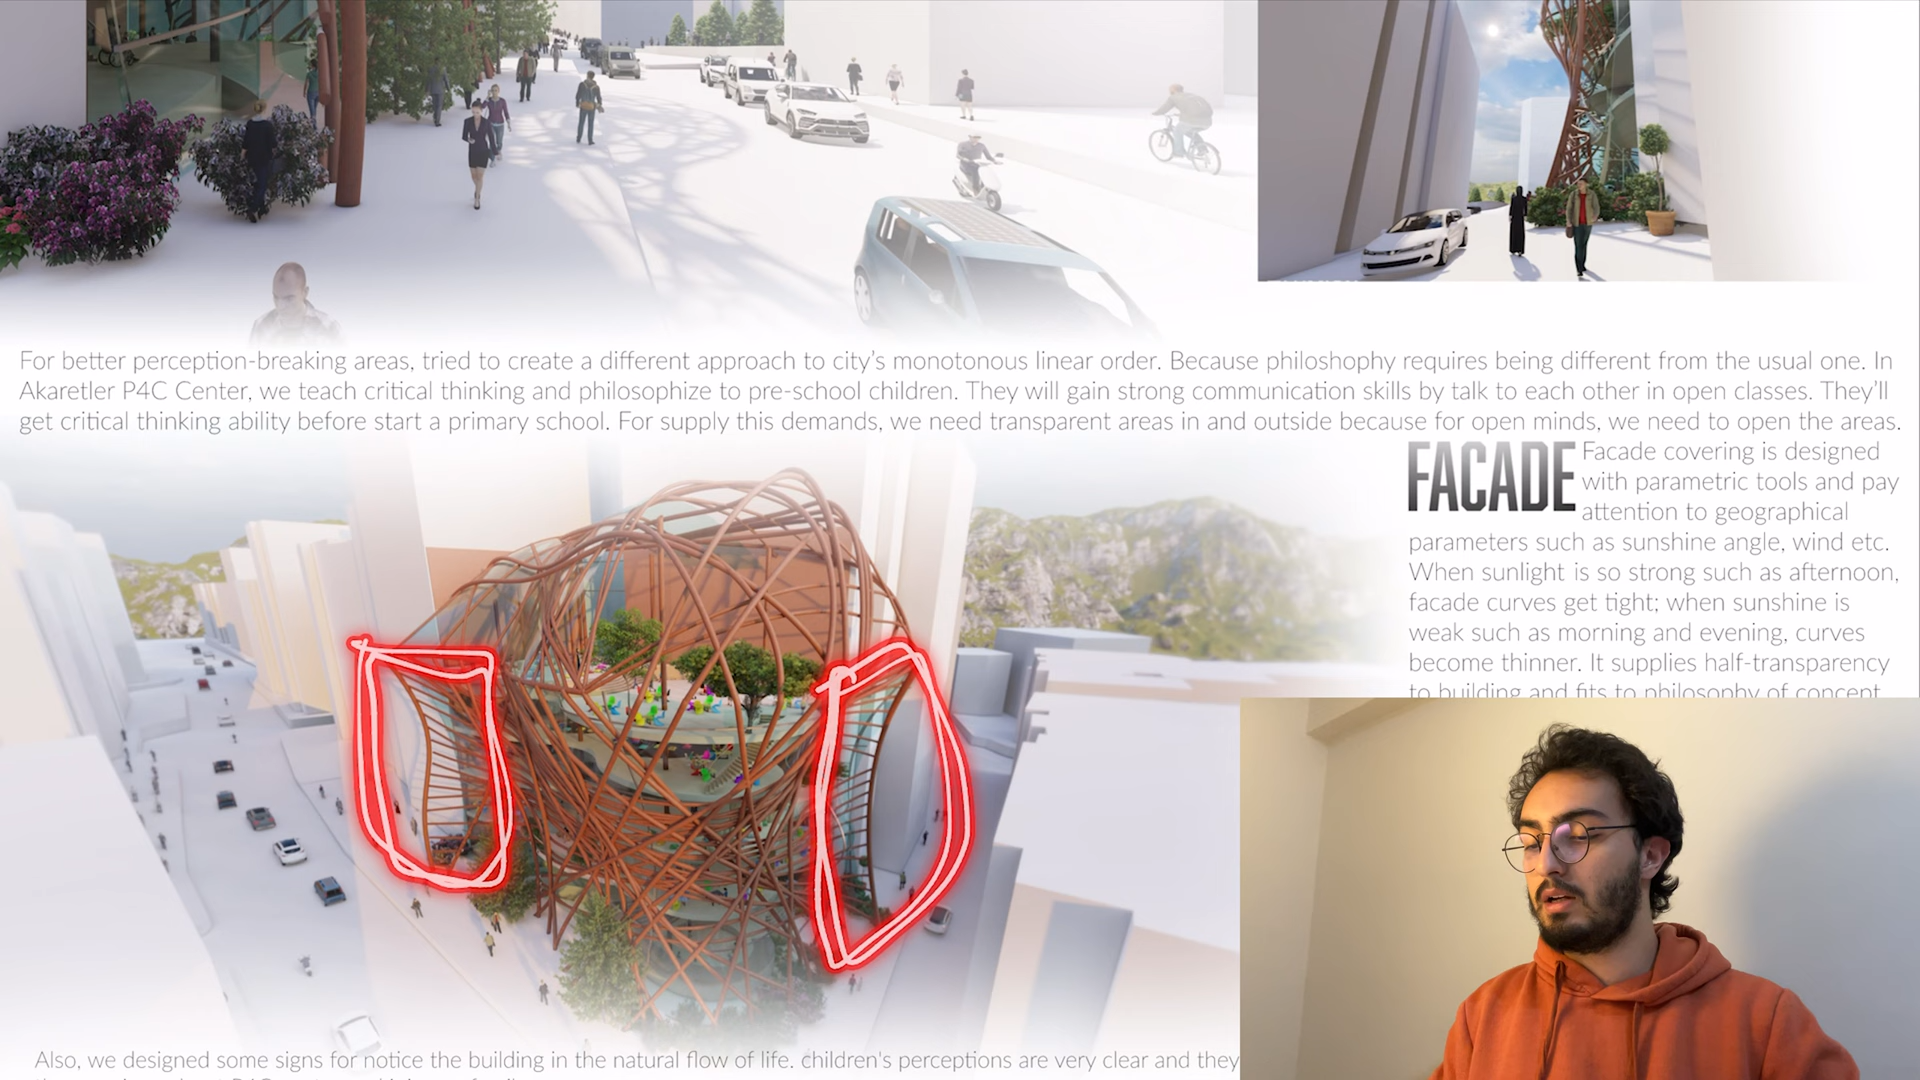 For better perception-breaking areas, tried to create a different approach to city's monotonous linear order. Because philoshophy requires being different from the usual one. In
Akaretler P4C Center, we teach critical thinking and philosophize to pre-school children. They will gain strong communication skills by talk to each other in open classes. They'll
get critical thinking ability before start a primary school. For supply this demands, we need transparent areas in and outside because for open minds, we need to open the areas.
FACADE
Facade covering is designed
with parametric tools and pay
attention to geographical
parameters such as sunshine angle, wind etc.
When sunlight is so strong such as afternoon,
facade curves get tight; when sunshine is
weak such as morning and evening, curves
become thinner. It supplies half-transparency
to building and fits to philosophy of concept
Also, we designed some signs for notice the building in the natural flow of life. children's perceptions are very clear and they